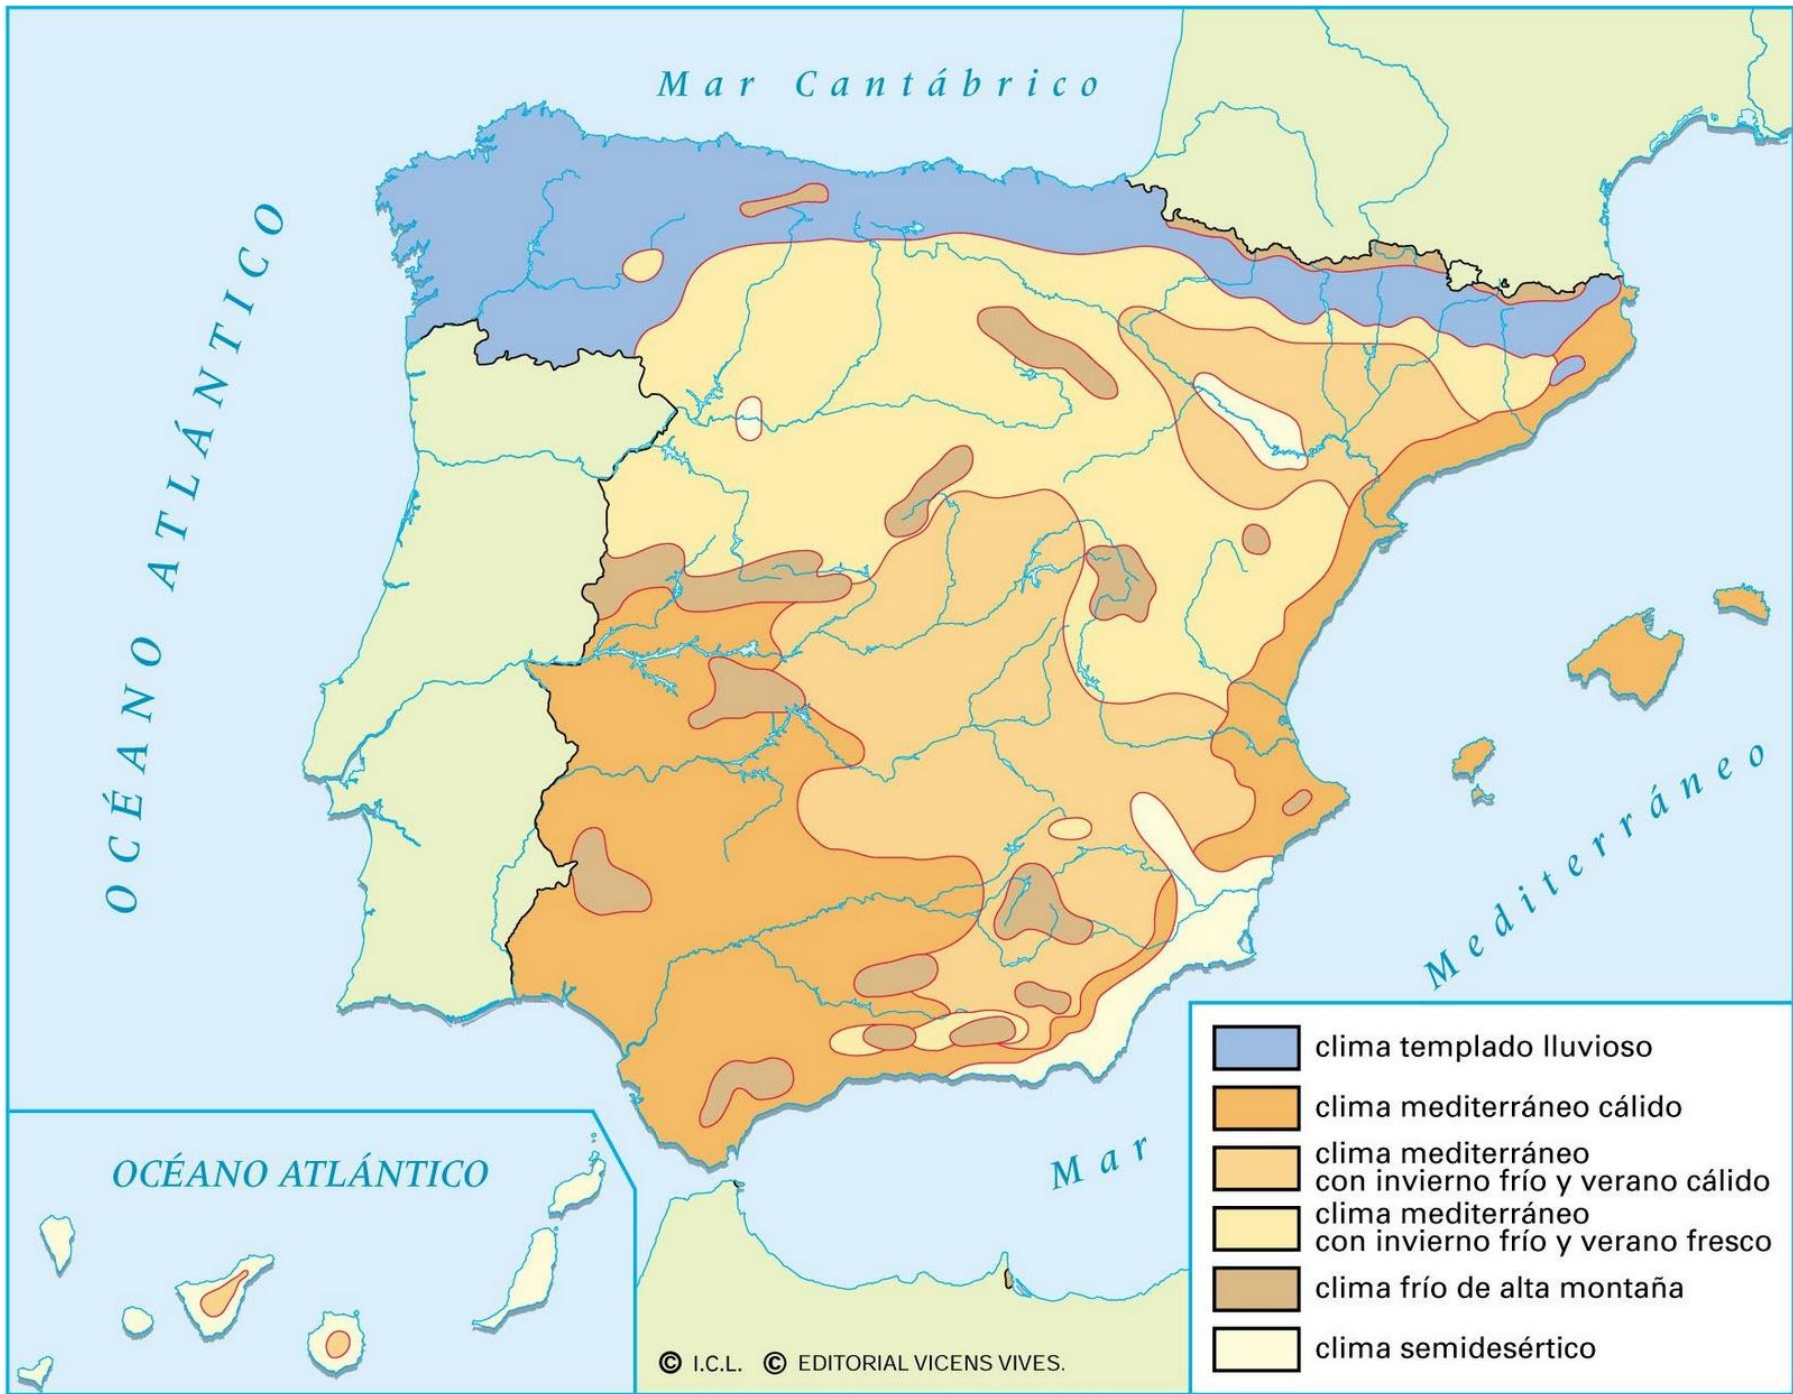 Mar Cantábrico
OCÉANO ATLÁNTICO
Mar Mediterráneo
OCÉANO ATLÁNTICO
clima templado lluvioso
clima mediterráneo cálido
clima mediterráneo
con invierno frío y verano cálido
clima mediterráneo
con invierno frío y verano fresco
clima frío de alta montaña
clima semidesértico
© I.C.L. © EDITORIAL VICENS VIVES.